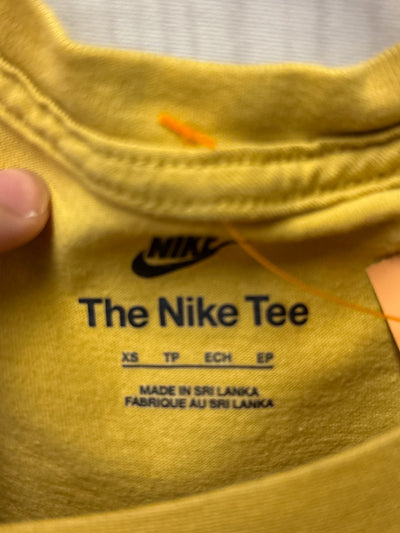 NIKE
The Nike Tee
XS TP ECH EP
MADE IN SRI LANKA
FABRIQUE AU SRI LANKA